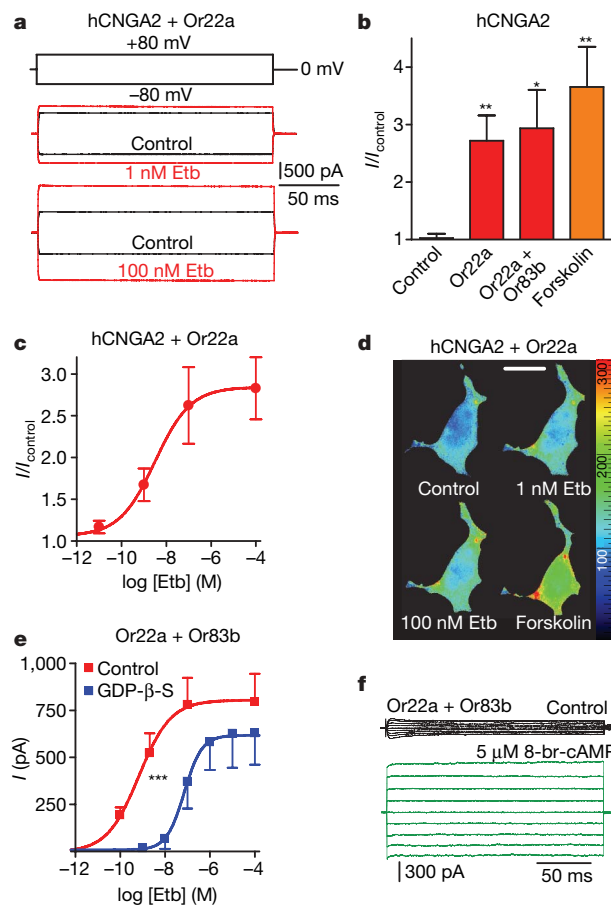 a
hCNGA2 + Or22a
+80 mV
0 mV
−80 mV
Control
1 nM Etb
500 pA
50 ms
Control
100 nM Etb
b
hCNGA2
I/Icontrol
4
3
2
1
**
*
**
Control
Or22a
Or22a +
Or83b
Forskolin
c
hCNGA2 + Or22a
I/Icontrol
3.0
2.5
2.0
1.5
1.0
−12 −10 −8 −6 −4
log [Etb] (M)
d
hCNGA2 + Or22a
Control
1 nM Etb
100 nM Etb
Forskolin
300
200
100
e
Or22a + Or83b
I (pA)
1,000
750
500
250
Control
GDP-β-S
***
−12 −10 −8 −6 −4
log [Etb] (M)
f
Or22a + Or83b
Control
5 μM 8-br-cAMP
300 pA
50 ms